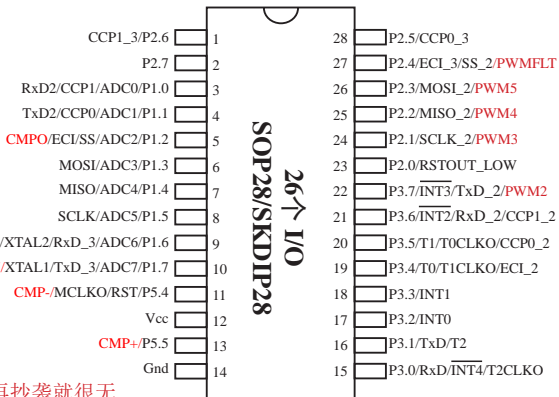 CCP1_3/P2.6 1 28 P2.5/CCP0_3
P2.7 2 27 P2.4/ECI_3/SS_2/PWMFLT
RxD2/CCP1/ADC0/P1.0 3 26 P2.3/MOSI_2/PWM5
TxD2/CCP0/ADC1/P1.1 4 25 P2.2/MISO_2/PWM4
CMPO/ECI/SS/ADC2/P1.2 5 24 P2.1/SCLK_2/PWM3
MOSI/ADC3/P1.3 6 23 P2.0/RSTOUT_LOW
MISO/ADC4/P1.4 7 22 P3.7/INT3/TxD_2/PWM2
SCLK/ADC5/P1.5 8 21 P3.6/INT2/RxD_2/CCP1_2
/XTAL2/RxD_3/ADC6/P1.6 9 20 P3.5/T1/T0CLKO/CCP0_2
/XTAL1/TxD_3/ADC7/P1.7 10 19 P3.4/T0/T1CLKO/ECI_2
CMP-/MCLKO/RST/P5.4 11 18 P3.3/INT1
Vcc 12 17 P3.2/INT0
CMP+/P5.5 13 16 P3.1/TxD/T2
Gnd 14 15 P3.0/RxD/INT4/T2CLKO
26个 I/O
SOP28/SKDIP28
再抄袭就很无